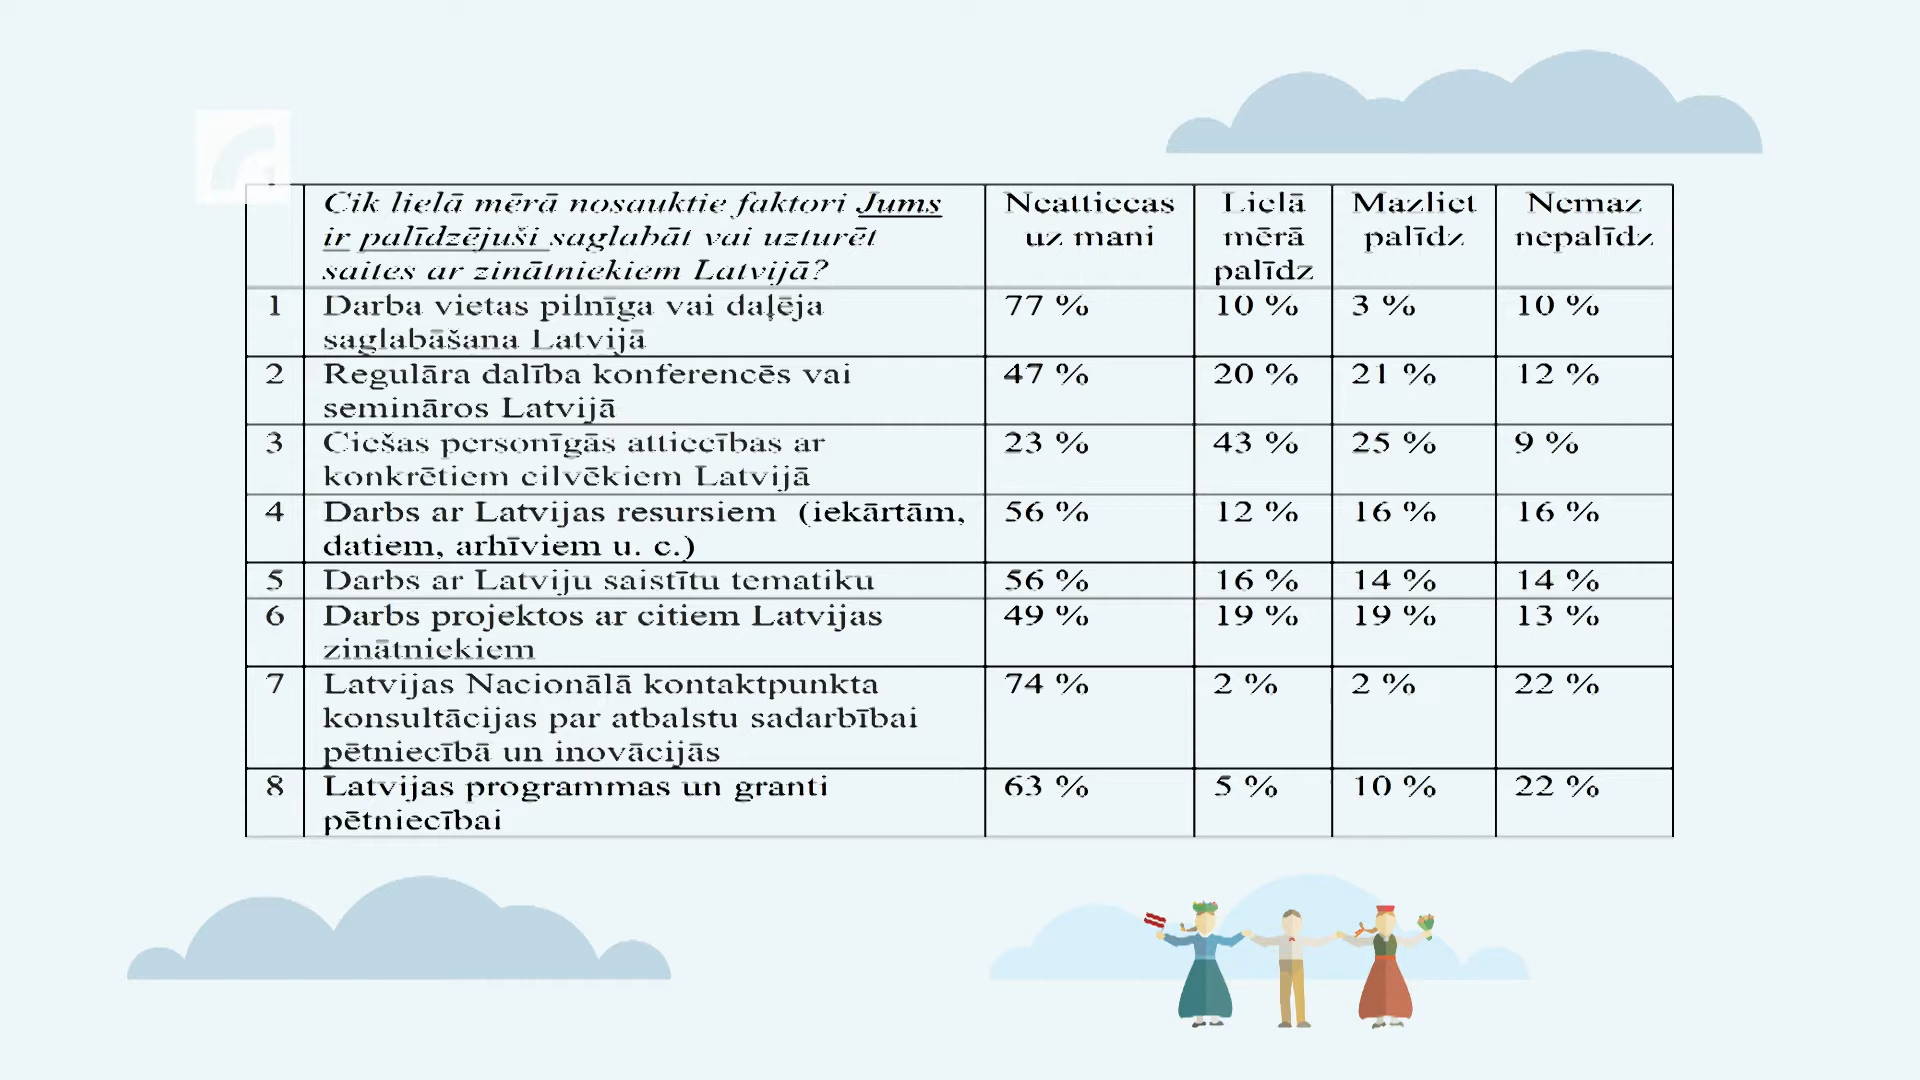 Cik lielā mērā nosauktie faktori Jums
ir palīdzējuši saglabāt vai uzturēt
saites ar zinātniekiem Latvijā?
Neattiecas
uz mani
Lielā
mērā
palīdz
Mazliet
palīdz
Nemaz
nepalīdz
1 Darba vietas pilnīga vai daļēja
saglabāšana Latvijā
77 % 10 % 3 % 10 %
2 Regulāra dalība konferencēs vai
semināros Latvijā
47 % 20 % 21 % 12 %
3 Ciešas personīgās attiecības ar
konkrētiem cilvēkiem Latvijā
23 % 43 % 25 % 9 %
4 Darbs ar Latvijas resursiem (iekārtām,
datiem, arhīviem u. c.)
56 % 12 % 16 % 16 %
5 Darbs ar Latviju saistītu tematiku 56 % 16 % 14 % 14 %
6 Darbs projektos ar citiem Latvijas
zinātniekiem
49 % 19 % 19 % 13 %
7 Latvijas Nacionālā kontaktpunkta
konsultācijas par atbalstu sadarbībai
pētniecībā un inovācijās
74 % 2 % 2 % 22 %
8 Latvijas programmas un granti
pētniecībai
63 % 5 % 10 % 22 %